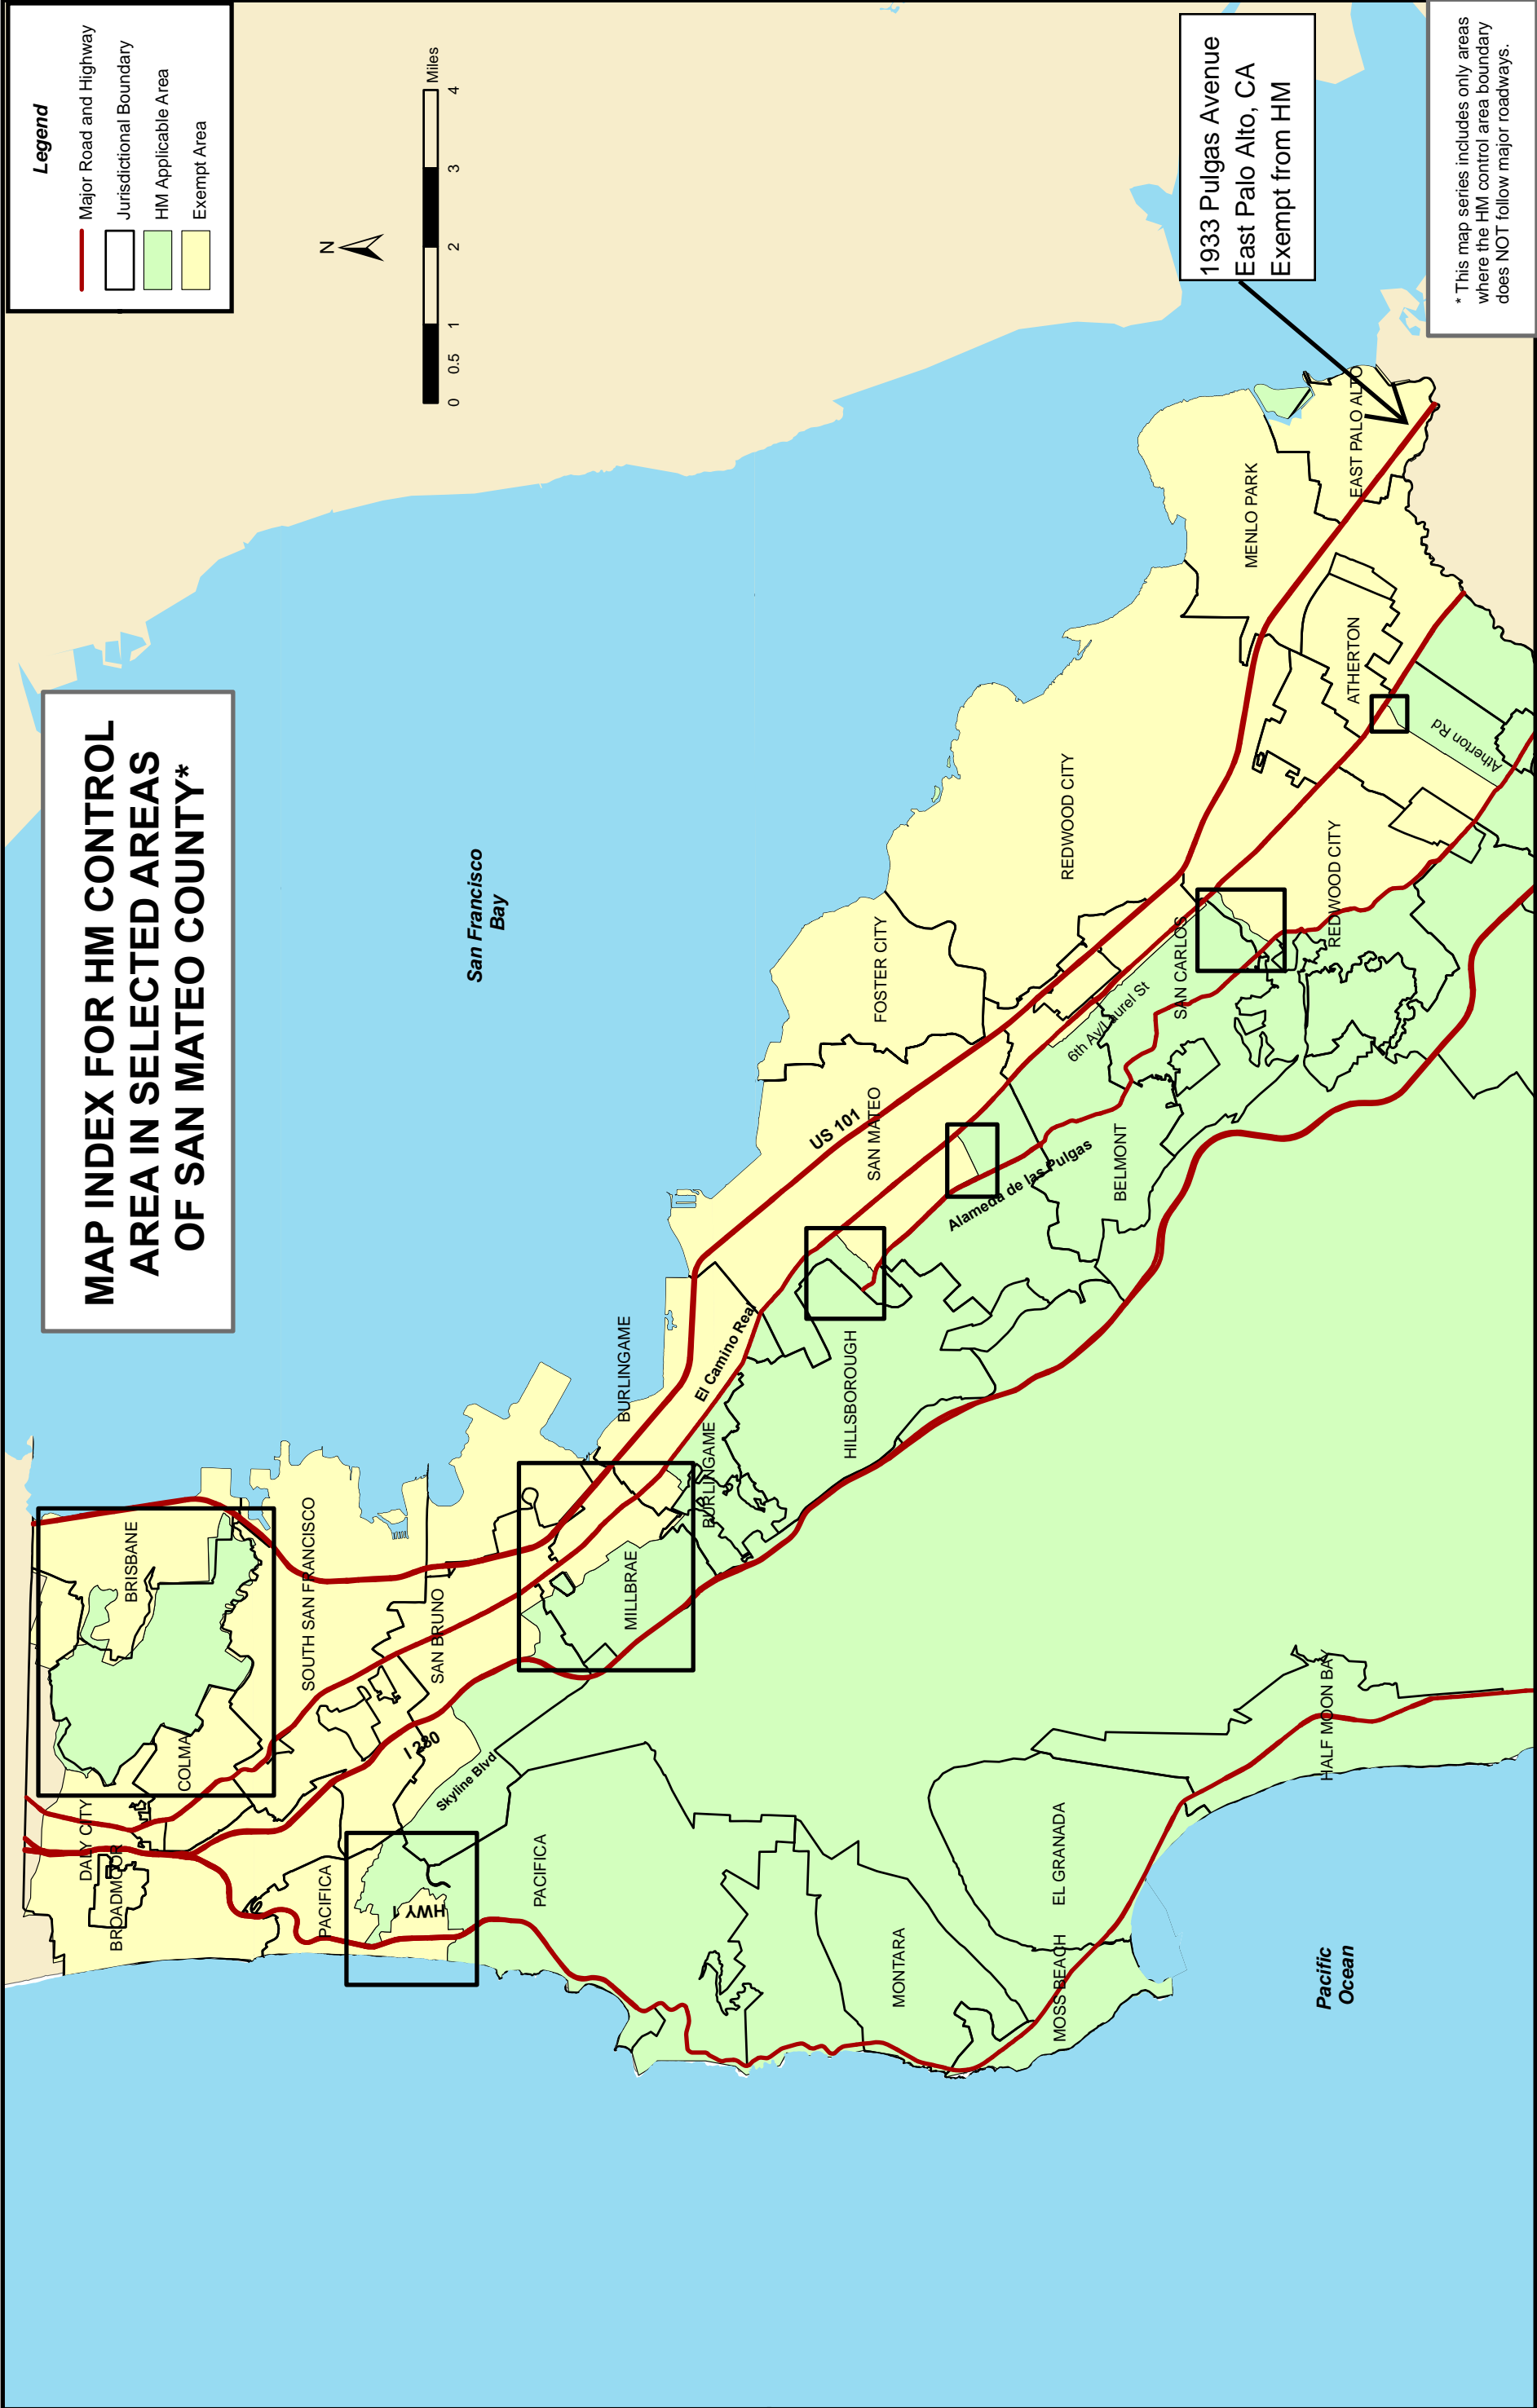 MAP INDEX FOR HM CONTROL
AREA IN SELECTED AREAS
OF SAN MATEO COUNTY*
Legend
Major Road and Highway
Jurisdictional Boundary
HM Applicable Area
Exempt Area
N
0 0.5 1 2 3 4
Miles
San Francisco
Bay
DALY CITY
BROADMOOR
BRISBANE
COLMA
SOUTH SAN FRANCISCO
PACIFICA
HWY 1
SAN BRUNO
I 280
Skyline Blvd
PACIFICA
MILLBRAE
BURLINGAME
BURLINGAME
El Camino Real
HILLSBOROUGH
US 101
SAN MATEO
FOSTER CITY
Alameda de las Pulgas
BELMONT
6th Av/Laurel St
SAN CARLOS
REDWOOD CITY
REDWOOD CITY
MENLO PARK
ATHERTON
Atherton Rd
EAST PALO ALTO
MONTARA
MOSS BEACH
EL GRANADA
HALF MOON BAY
Pacific
Ocean
1933 Pulgas Avenue
East Palo Alto, CA
Exempt from HM
* This map series includes only areas
where the HM control area boundary
does NOT follow major roadways.